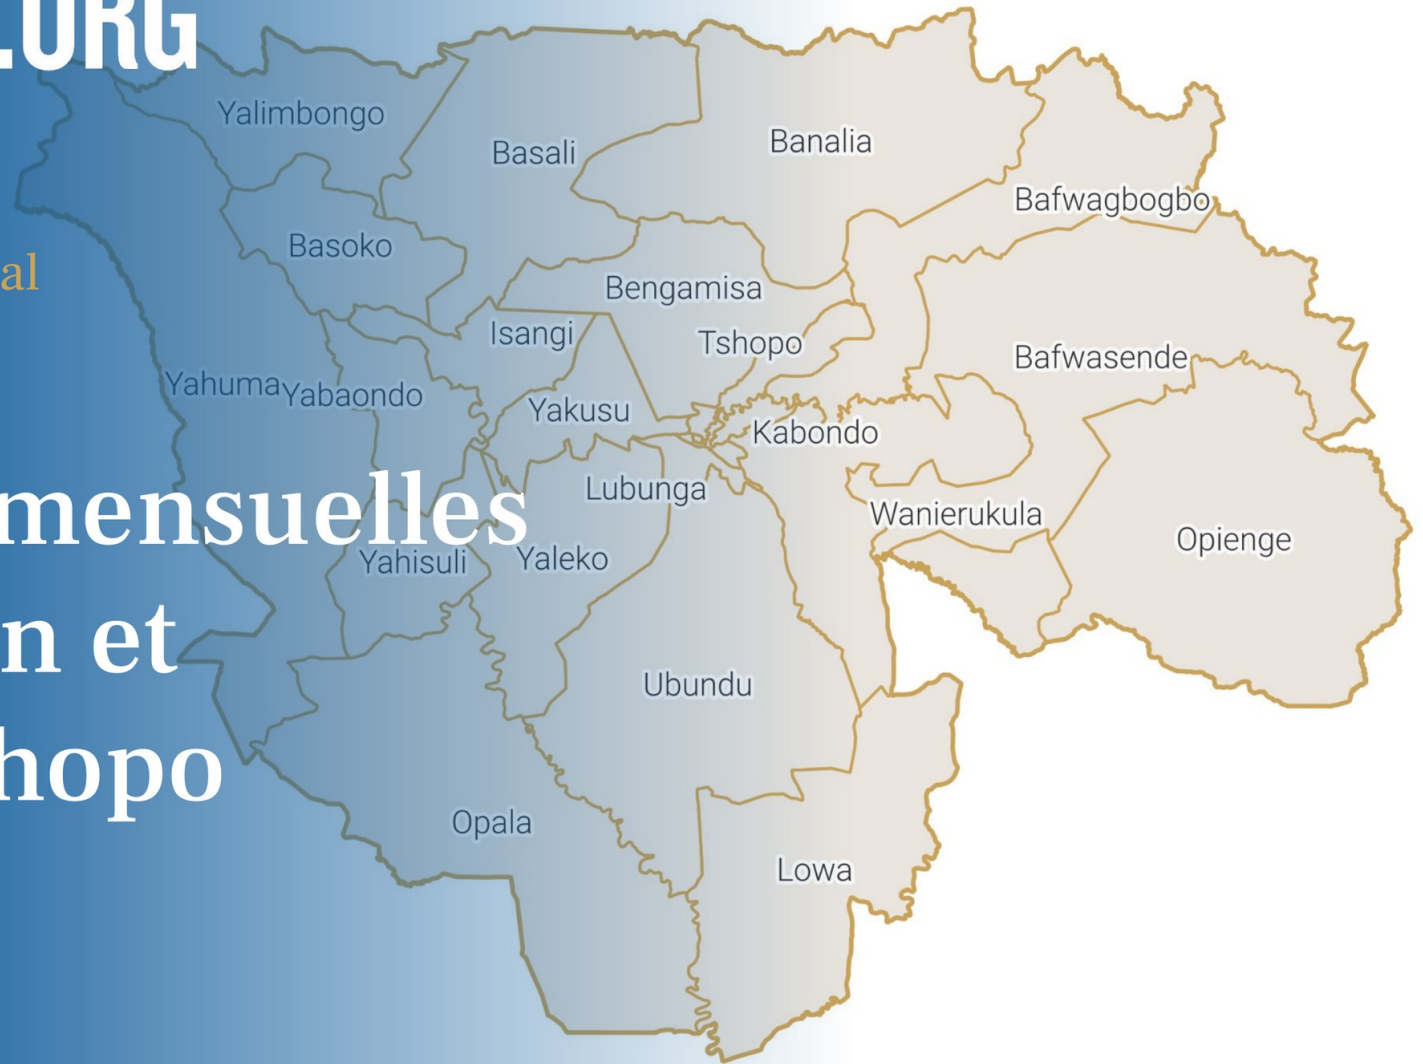 .ORG
Yalimbongo
Basali
Banalia
Bafwagbogbo
Basoko
al
Bengamisa
Isangi
Tshopo
Bafwasende
Yahuma
Yabaondo
Yakusu
Kabondo
Lubunga
mensuelles
Wanierukula
Opienge
Yahisuli
Yaleko
n et
Ubundu
hopo
Opala
Lowa